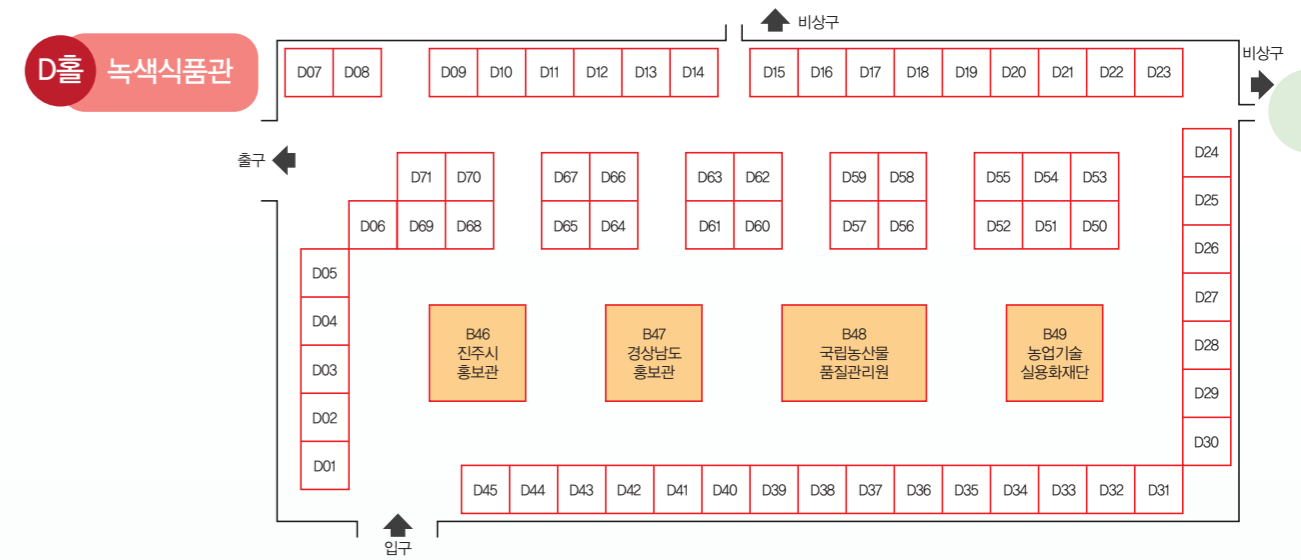 비상구
D홀 녹색식품관
비상구
D07 D08 D09 D10 D11 D12 D13 D14 D15 D16 D17 D18 D19 D20 D21 D22 D23
출구
D24
D71 D70 D67 D66 D63 D62 D59 D58 D55 D54 D53
D25
D06 D69 D68 D65 D64 D61 D60 D57 D56 D52 D51 D50
D26
D05
D27
D04
B46
진주시
홍보관
B47
경상남도
홍보관
B48
국립농산물
품질관리원
B49
농업기술
실용화재단
D28
D03
D29
D02
D30
D01
D45 D44 D43 D42 D41 D40 D39 D38 D37 D36 D35 D34 D33 D32 D31
입구